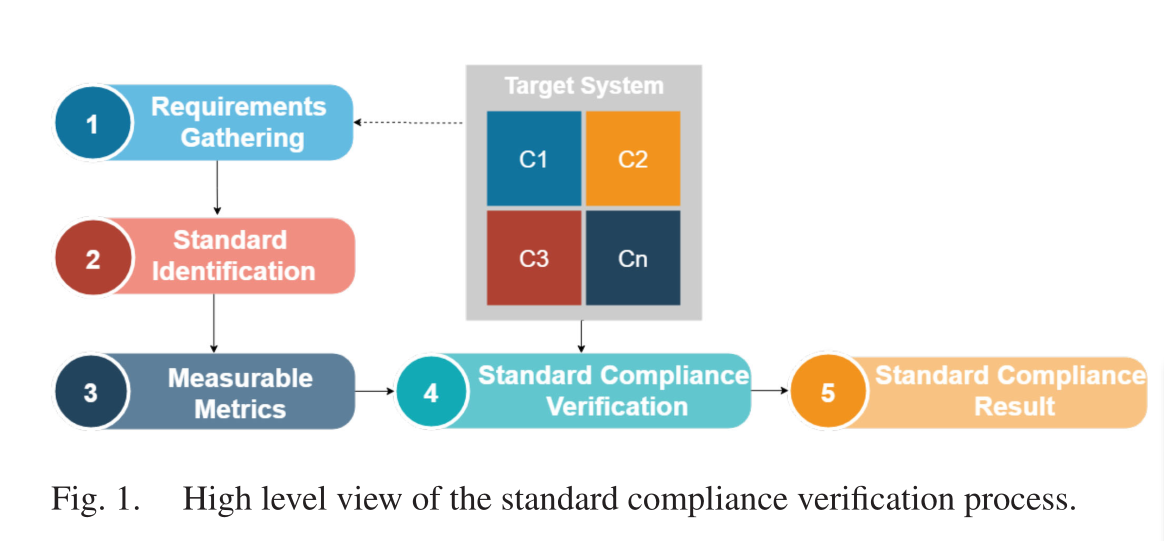 Target System
1
Requirements
Gathering
C1
C2
2
Standard
Identification
C3
Cn
3
Measurable
Metrics
4
Standard Compliance
Verification
5
Standard Compliance
Result
Fig. 1. High level view of the standard compliance verification process.